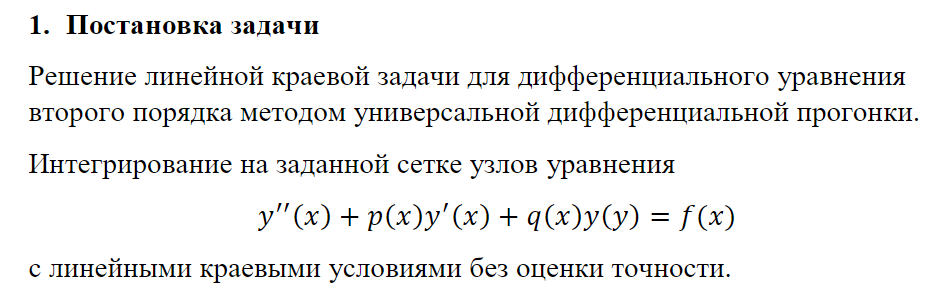 1. Постановка задачи
Решение линейной краевой задачи для дифференциального уравнения
второго порядка методом универсальной дифференциальной прогонки.
Интегрирование на заданной сетке узлов уравнения
y′′(x) + p(x)y′(x) + q(x)y(y) = f(x)
с линейными краевыми условиями без оценки точности.